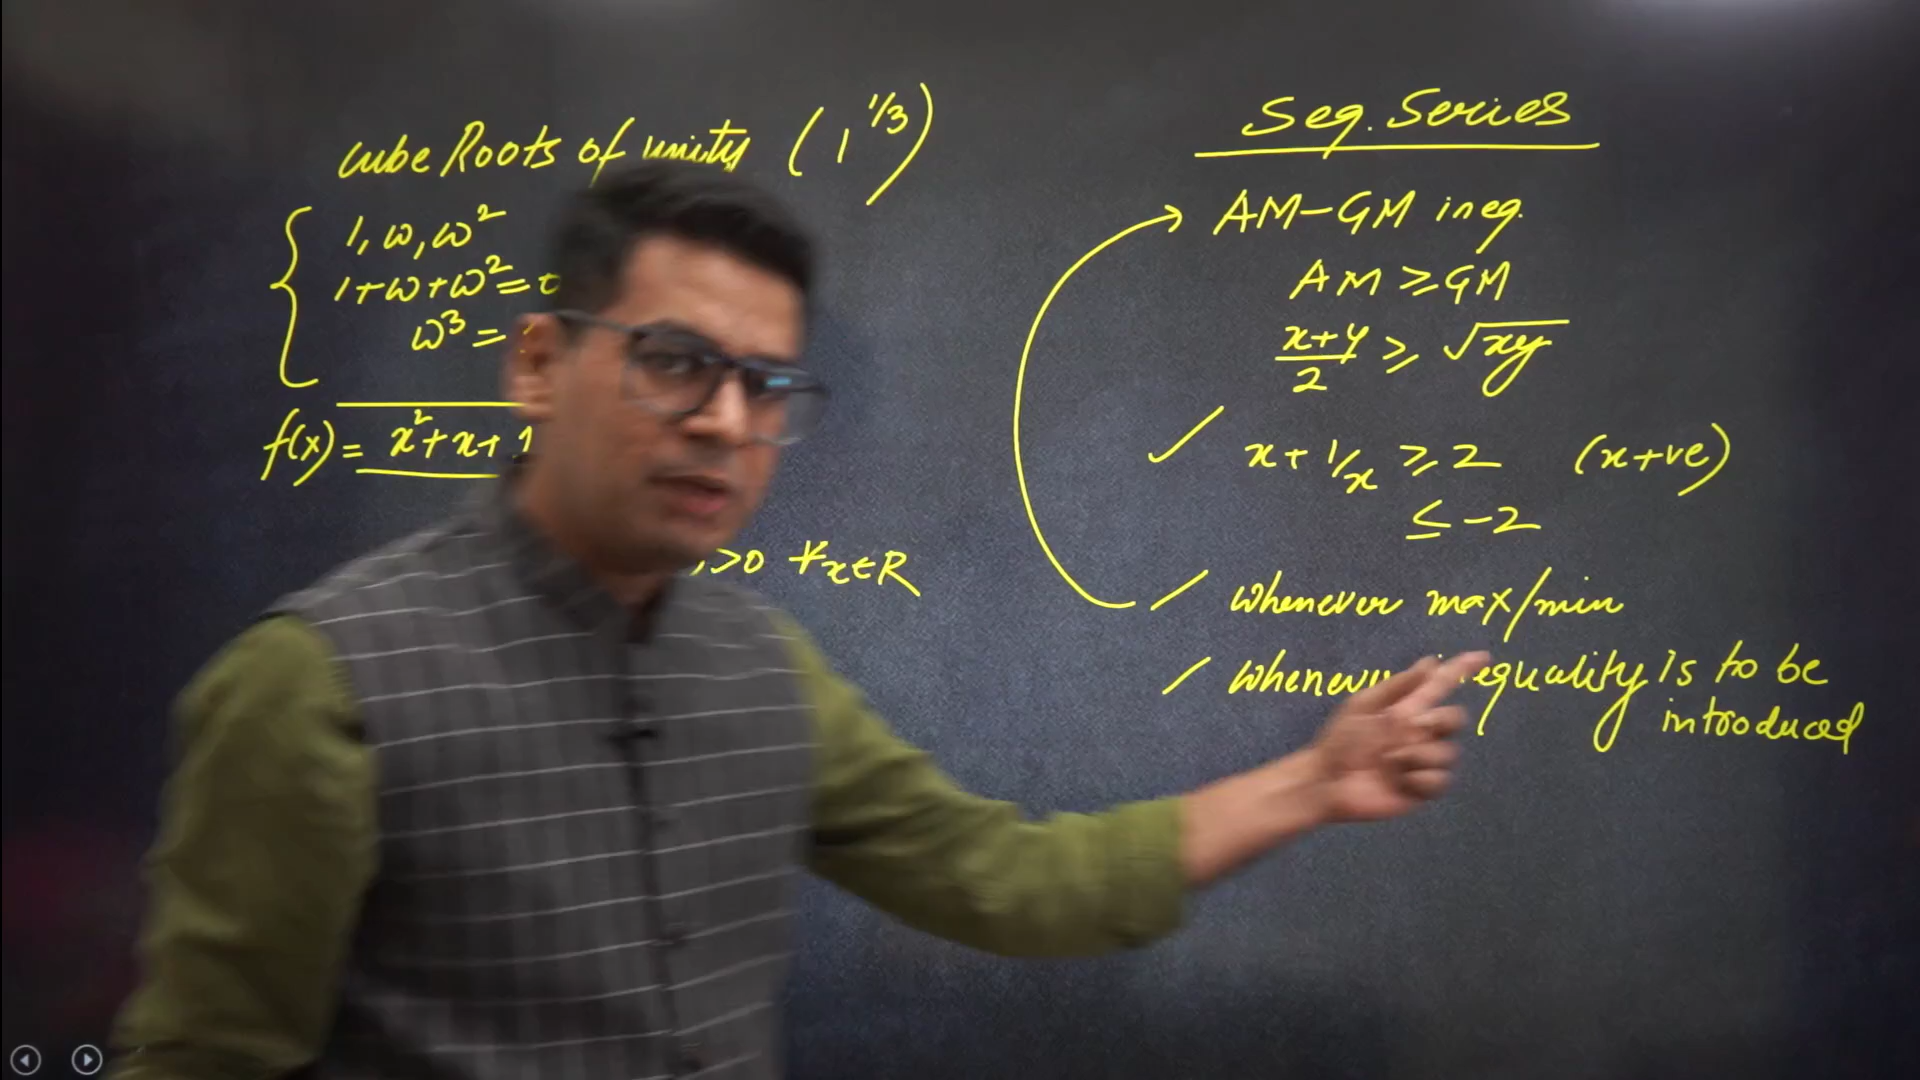 cube Roots of unity (1^1/3)
1, ω, ω²
1+ω+ω²=
ω³ =
f(x) = x²+x+1
>0 ∀x∈R
Seq. Series
AM-GM ineq.
AM ≥ GM
x+y/2 ≥ √xy
x+1/x ≥ 2 (x+ve)
≤ -2
whenever max/min
whenever inequality is to be
introduced